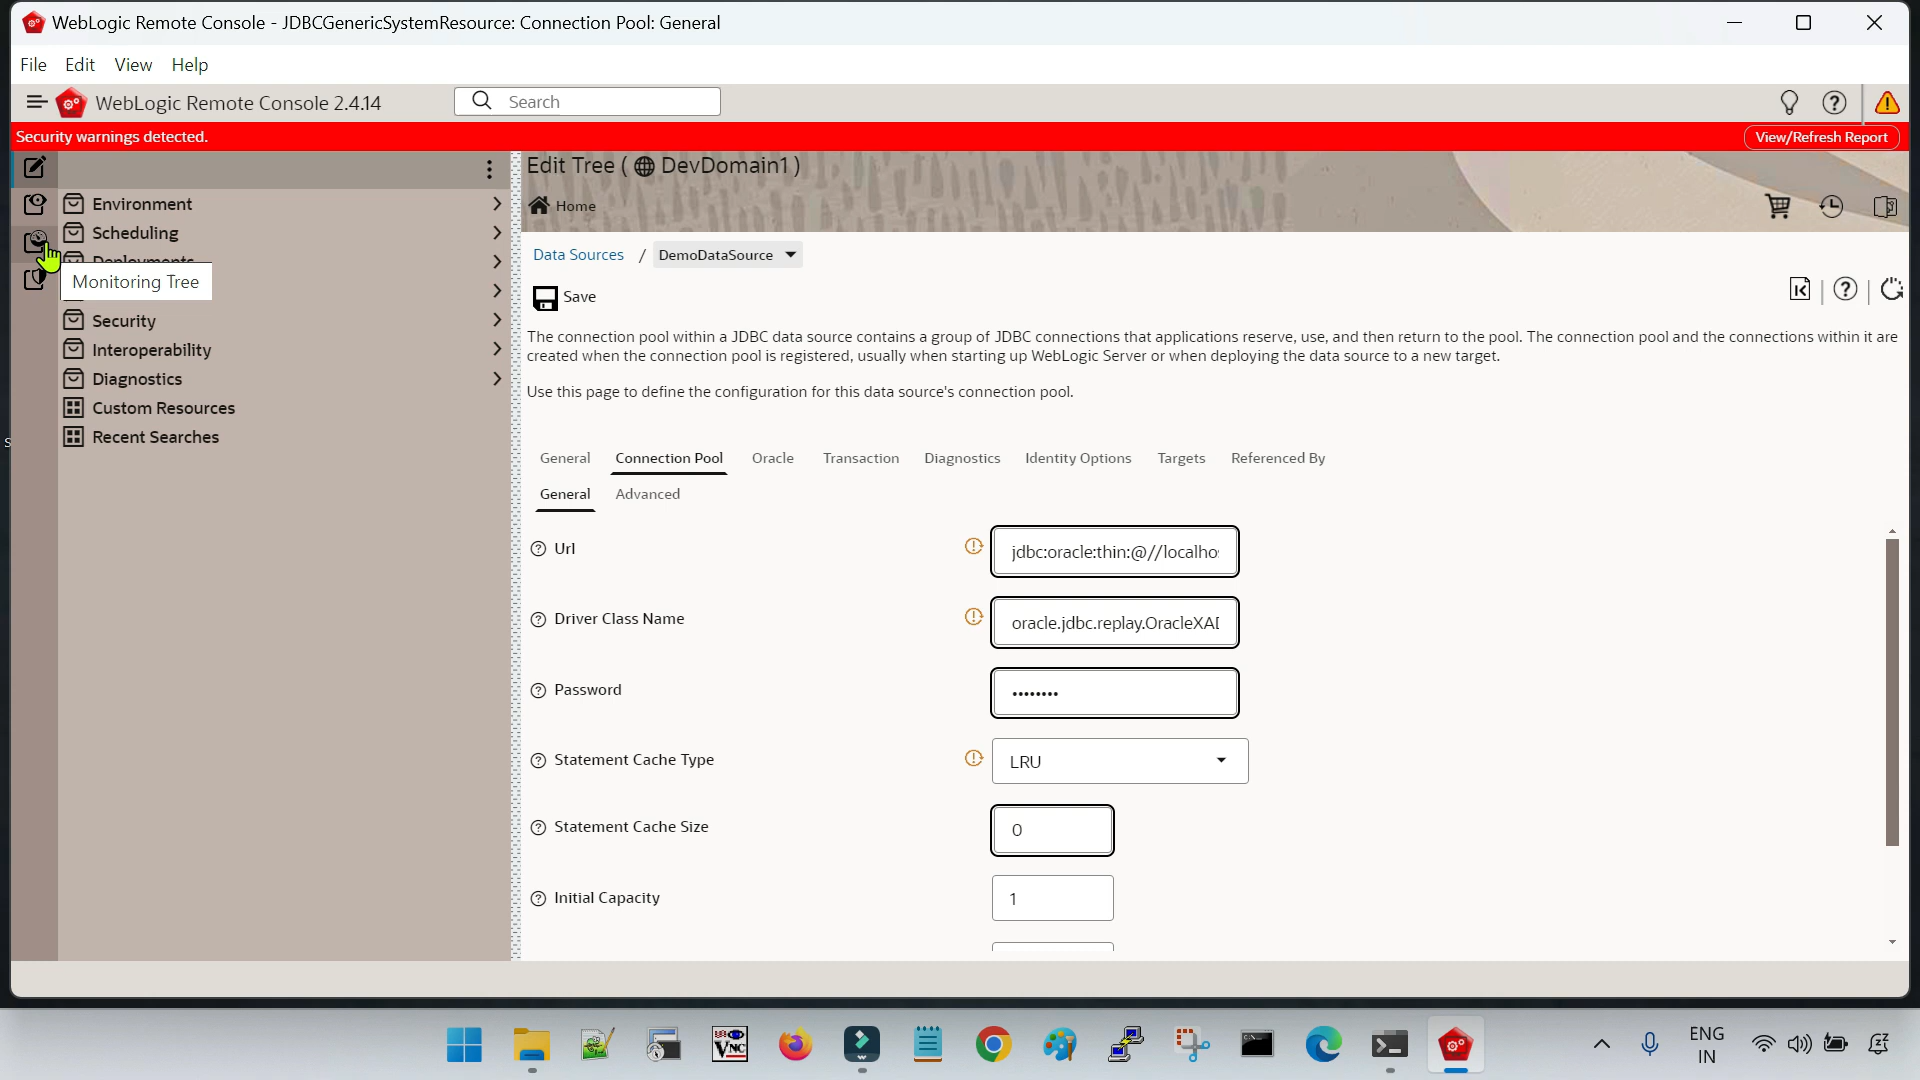 WebLogic Remote Console - JDBCGenericSystemResource: Connection Pool: General
File Edit View Help
WebLogic Remote Console 2.4.14
Search
Security warnings detected.
View/Refresh Report
Edit Tree ( DevDomain1 )
Home
Environment
Scheduling
Deployments
Monitoring Tree
Security
Interoperability
Diagnostics
Custom Resources
Recent Searches
Data Sources / DemoDataSource
Save
The connection pool within a JDBC data source contains a group of JDBC connections that applications reserve, use, and then return to the pool. The connection pool and the connections within it are
created when the connection pool is registered, usually when starting up WebLogic Server or when deploying the data source to a new target.
Use this page to define the configuration for this data source's connection pool.
General Connection Pool Oracle Transaction Diagnostics Identity Options Targets Referenced By
General Advanced
Url
jdbc:oracle:thin:@//localho
Driver Class Name
oracle.jdbc.replay.OracleXAD
Password
••••••••
Statement Cache Type
LRU
Statement Cache Size
0
Initial Capacity
1
ENG
IN